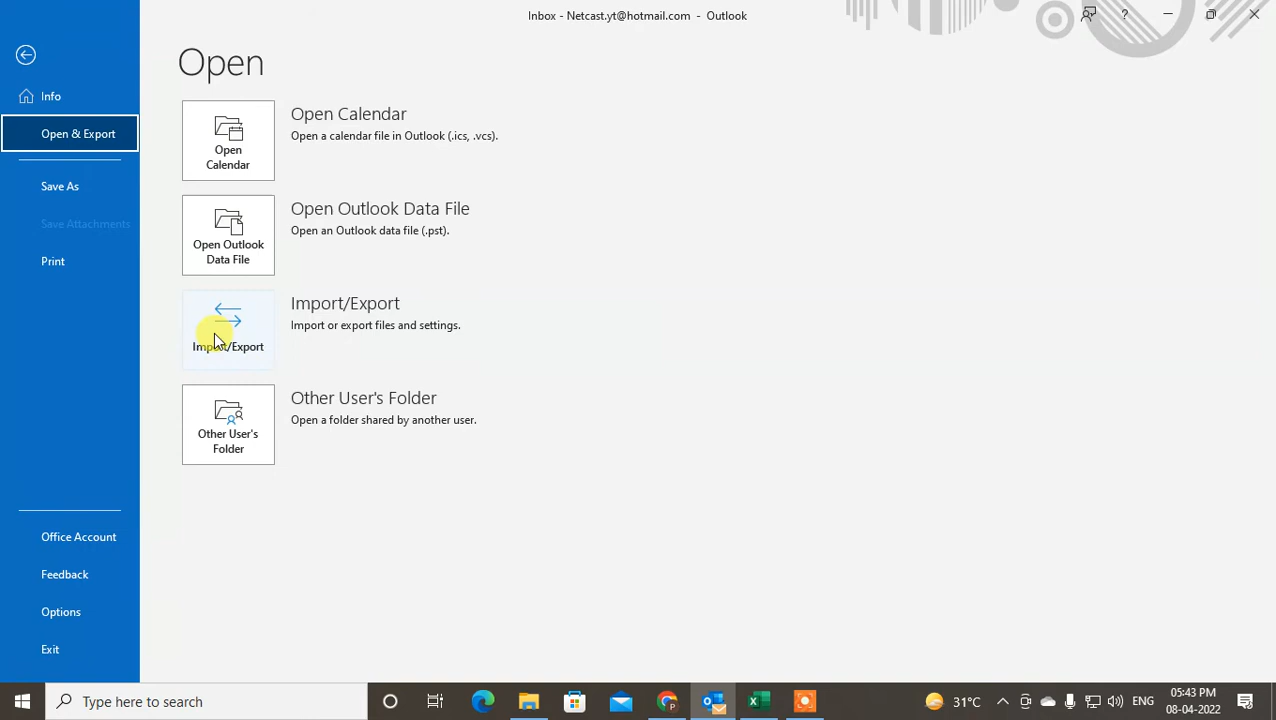 Inbox - Netcast.yt@hotmail.com - Outlook
?
Info
Open & Export
Save As
Save Attachments
Print
Office Account
Feedback
Options
Exit
Open
Open
Calendar
Open Calendar
Open a calendar file in Outlook (.ics, .vcs).
Open Outlook
Data File
Open Outlook Data File
Open an Outlook data file (.pst).
Import/Export
Import/Export
Import or export files and settings.
Other User's
Folder
Other User's Folder
Open a folder shared by another user.
Type here to search
31°C
ENG
05:43 PM
08-04-2022